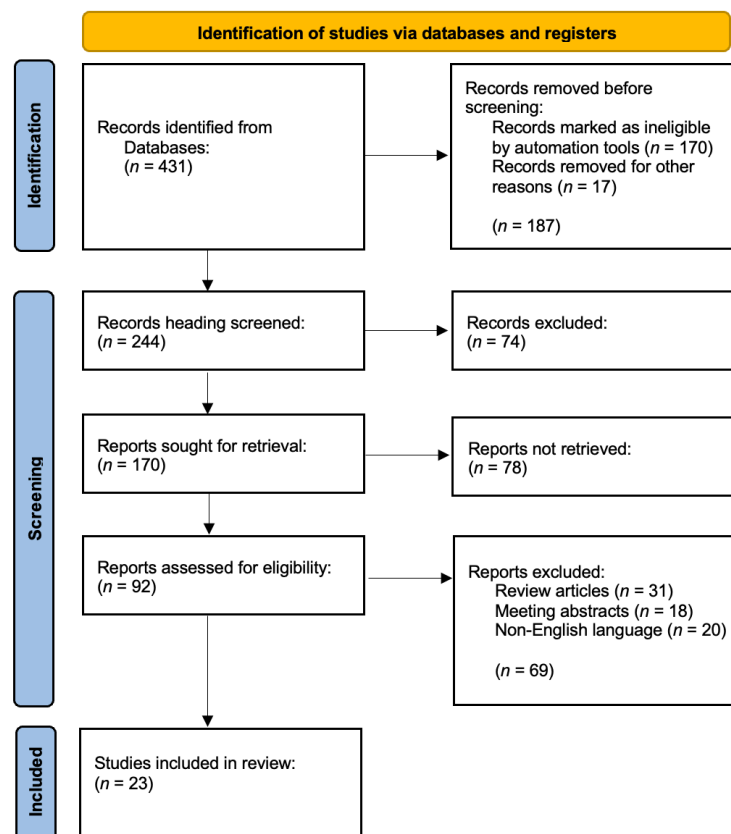 Identification of studies via databases and registers
Identification
Records identified from
Databases:
(n = 431)
Records removed before
screening:
Records marked as ineligible
by automation tools (n = 170)
Records removed for other
reasons (n = 17)
(n = 187)
Screening
Records heading screened:
(n = 244)
Records excluded:
(n = 74)
Reports sought for retrieval:
(n = 170)
Reports not retrieved:
(n = 78)
Reports assessed for eligibility:
(n = 92)
Reports excluded:
Review articles (n = 31)
Meeting abstracts (n = 18)
Non-English language (n = 20)
(n = 69)
Included
Studies included in review:
(n = 23)